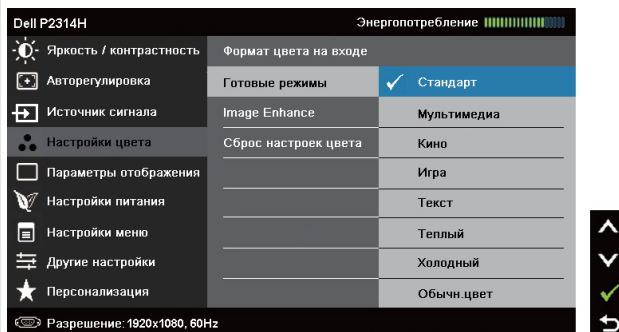 Dell P2314H Энергопотребление
Яркость / контрастность Формат цвета на входе
Авторегулировка Готовые режимы Стандарт
Источник сигнала Image Enhance Мультимедиа
Настройки цвета Сброс настроек цвета Кино
Параметры отображения Игра
Настройки питания Текст
Настройки меню Теплый
Другие настройки Холодный
Персонализация Обычн.цвет
Разрешение: 1920x1080, 60Hz